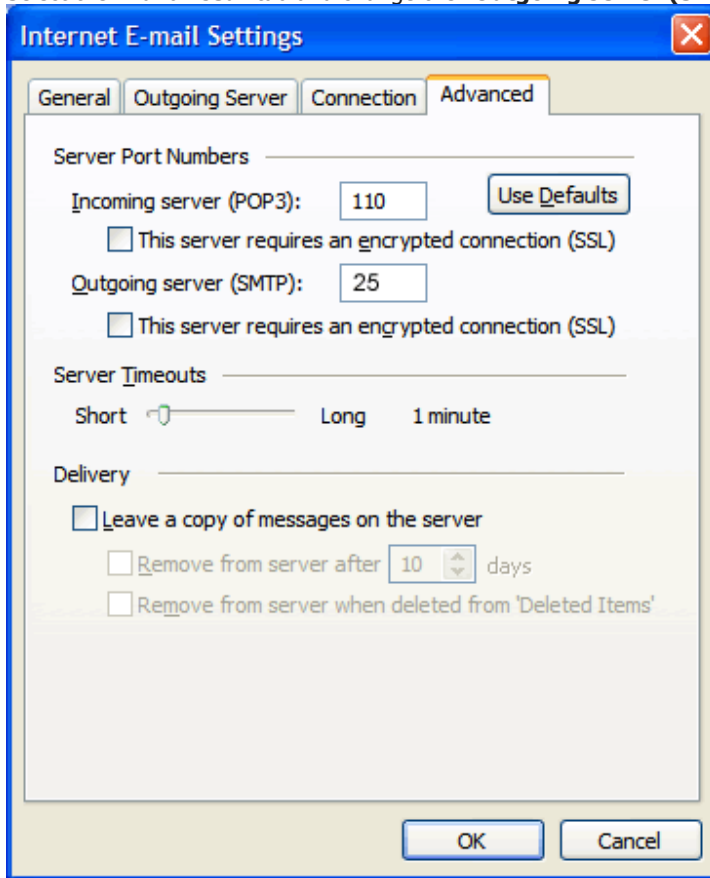 Internet E-mail Settings
General Outgoing Server Connection Advanced
Server Port Numbers
Incoming server (POP3): 110 Use Defaults
This server requires an encrypted connection (SSL)
Outgoing server (SMTP): 25
This server requires an encrypted connection (SSL)
Server Timeouts
Short Long 1 minute
Delivery
Leave a copy of messages on the server
Remove from server after 10 days
Remove from server when deleted from 'Deleted Items'
OK Cancel